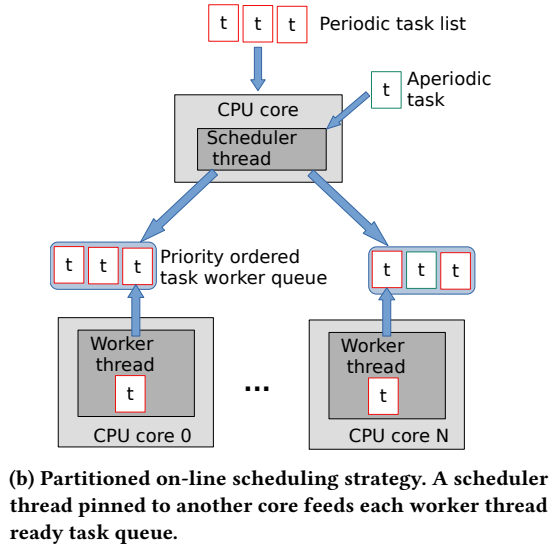 t t t Periodic task list
t Aperiodic
task
CPU core
Scheduler
thread
t t t Priority ordered
task worker queue
t t t
Worker
thread
t
CPU core 0
...
Worker
thread
t
CPU core N
(b) Partitioned on-line scheduling strategy. A scheduler
thread pinned to another core feeds each worker thread
ready task queue.